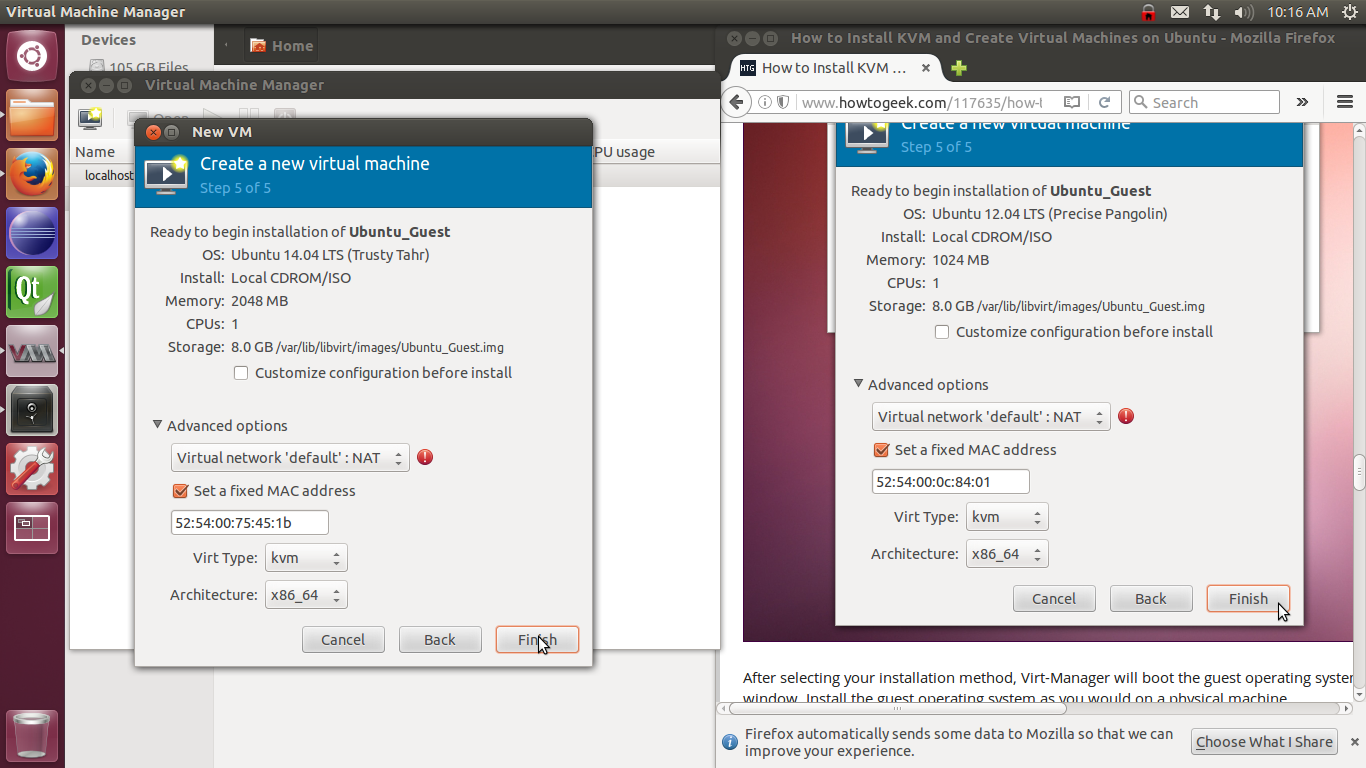 Virtual Machine Manager
10:16 AM
Devices
105 GB Files
Home
Virtual Machine Manager
Open
Name
PU usage
localhost
New VM
Create a new virtual machine
Step 5 of 5
Ready to begin installation of Ubuntu_Guest
OS: Ubuntu 14.04 LTS (Trusty Tahr)
Install: Local CDROM/ISO
Memory: 2048 MB
CPUs: 1
Storage: 8.0 GB /var/lib/libvirt/images/Ubuntu_Guest.img
Customize configuration before install
Advanced options
Virtual network 'default' : NAT
Set a fixed MAC address
52:54:00:75:45:1b
Virt Type: kvm
Architecture: x86_64
Cancel Back Finish
How to Install KVM and Create Virtual Machines on Ubuntu - Mozilla Firefox
HTG How to Install KVM ...
www.howtogeek.com/117635/how-t
Search
Create a new virtual machine
Step 5 of 5
Ready to begin installation of Ubuntu_Guest
OS: Ubuntu 12.04 LTS (Precise Pangolin)
Install: Local CDROM/ISO
Memory: 1024 MB
CPUs: 1
Storage: 8.0 GB /var/lib/libvirt/images/Ubuntu_Guest.img
Customize configuration before install
Advanced options
Virtual network 'default' : NAT
Set a fixed MAC address
52:54:00:0c:84:01
Virt Type: kvm
Architecture: x86_64
Cancel Back Finish
After selecting your installation method, Virt-Manager will boot the guest operating system
window. Install the guest operating system as you would on a physical machine.
Firefox automatically sends some data to Mozilla so that we can
improve your experience.
Choose What I Share
Qt
VM